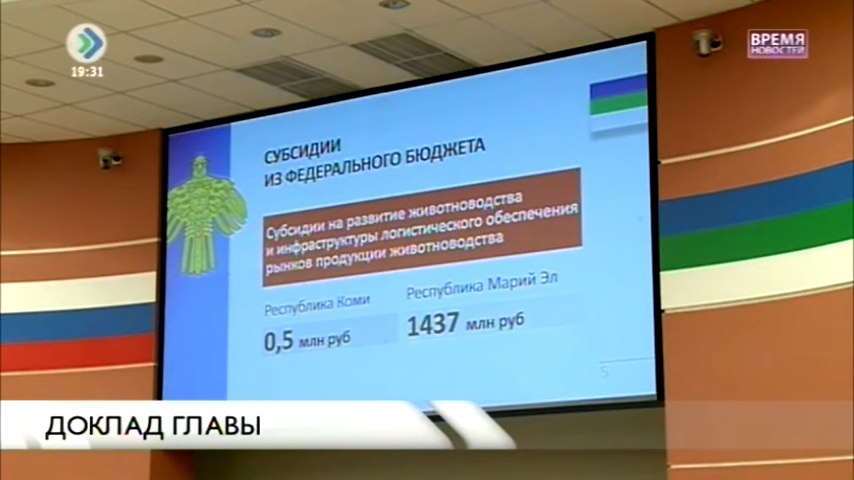 19:31
ВРЕМЯ
НОВОСТЕЙ
СУБСИДИИ
ИЗ ФЕДЕРАЛЬНОГО БЮДЖЕТА
Субсидии на развитие животноводства
и инфраструктуры логистического обеспечения
рынков продукции животноводства
Республика Коми
Республика Марий Эл
0,5 млн руб
1437 млн руб
5
ДОКЛАД ГЛАВЫ